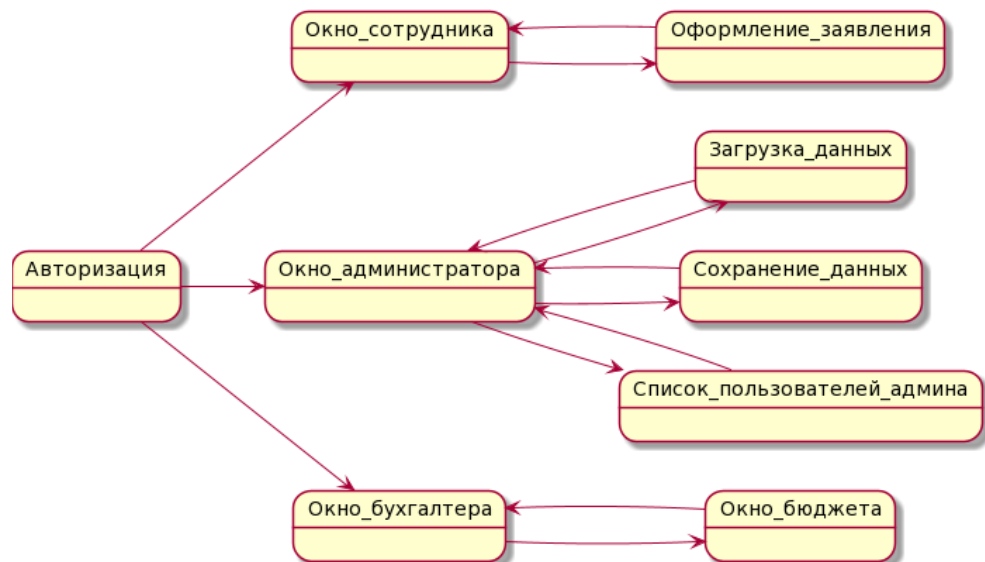 Окно_сотрудника
Оформление_заявления
Загрузка_данных
Авторизация
Окно_администратора
Сохранение_данных
Список_пользователей_админа
Окно_бухгалтера
Окно_бюджета